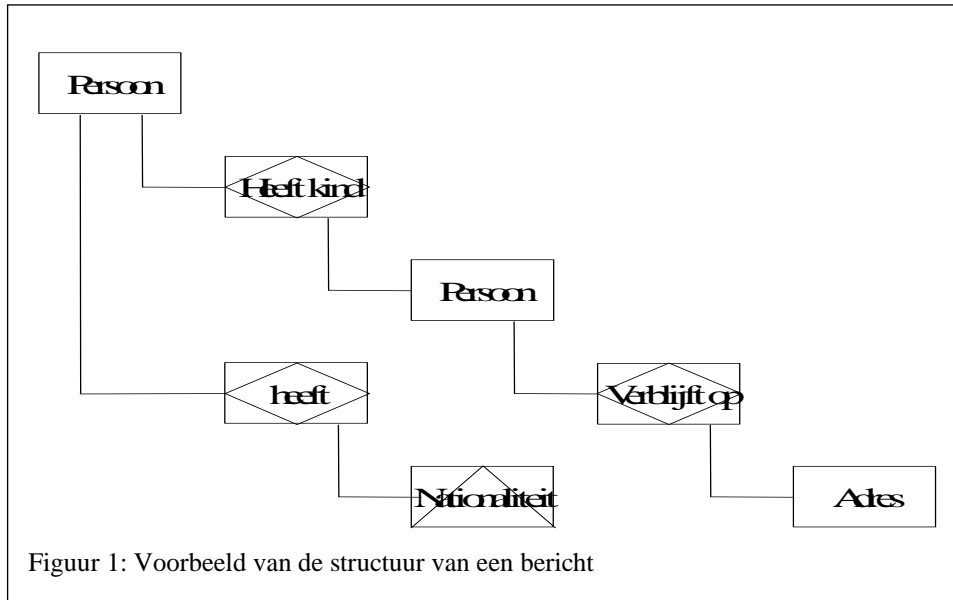 Persoon
Heeft kind
Persoon
heeft
Verblijft op
Nationaliteit
Adres
Figuur 1: Voorbeeld van de structuur van een bericht